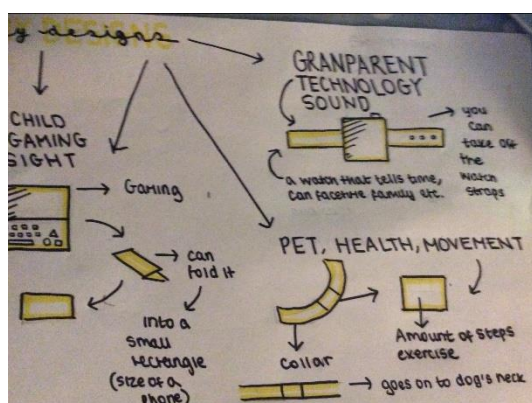 y designs
GRANPARENT
TECHNOLOGY
SOUND
you
can
take off
the
watch
straps
a watch that tells time,
can facetime family etc.
CHILD
GAMING
SIGHT
Gaming
can
fold it
into a
small
rectangle
(size of a
phone)
PET, HEALTH, MOVEMENT
collar
Amount of steps
exercise
goes on to dog's neck